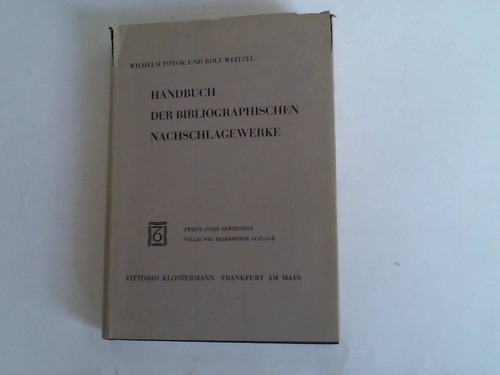 WILHELM TOTOK UND ROLF WEITZEL
HANDBUCH
DER BIBLIOGRAPHISCHEN
NACHSCHLAGEWERKE
ZWEITE STARK ERWEITERTE
VÖLLIG NEU BEARBEITETE AUFLAGE
VITTORIO KLOSTERMANN · FRANKFURT AM MAIN